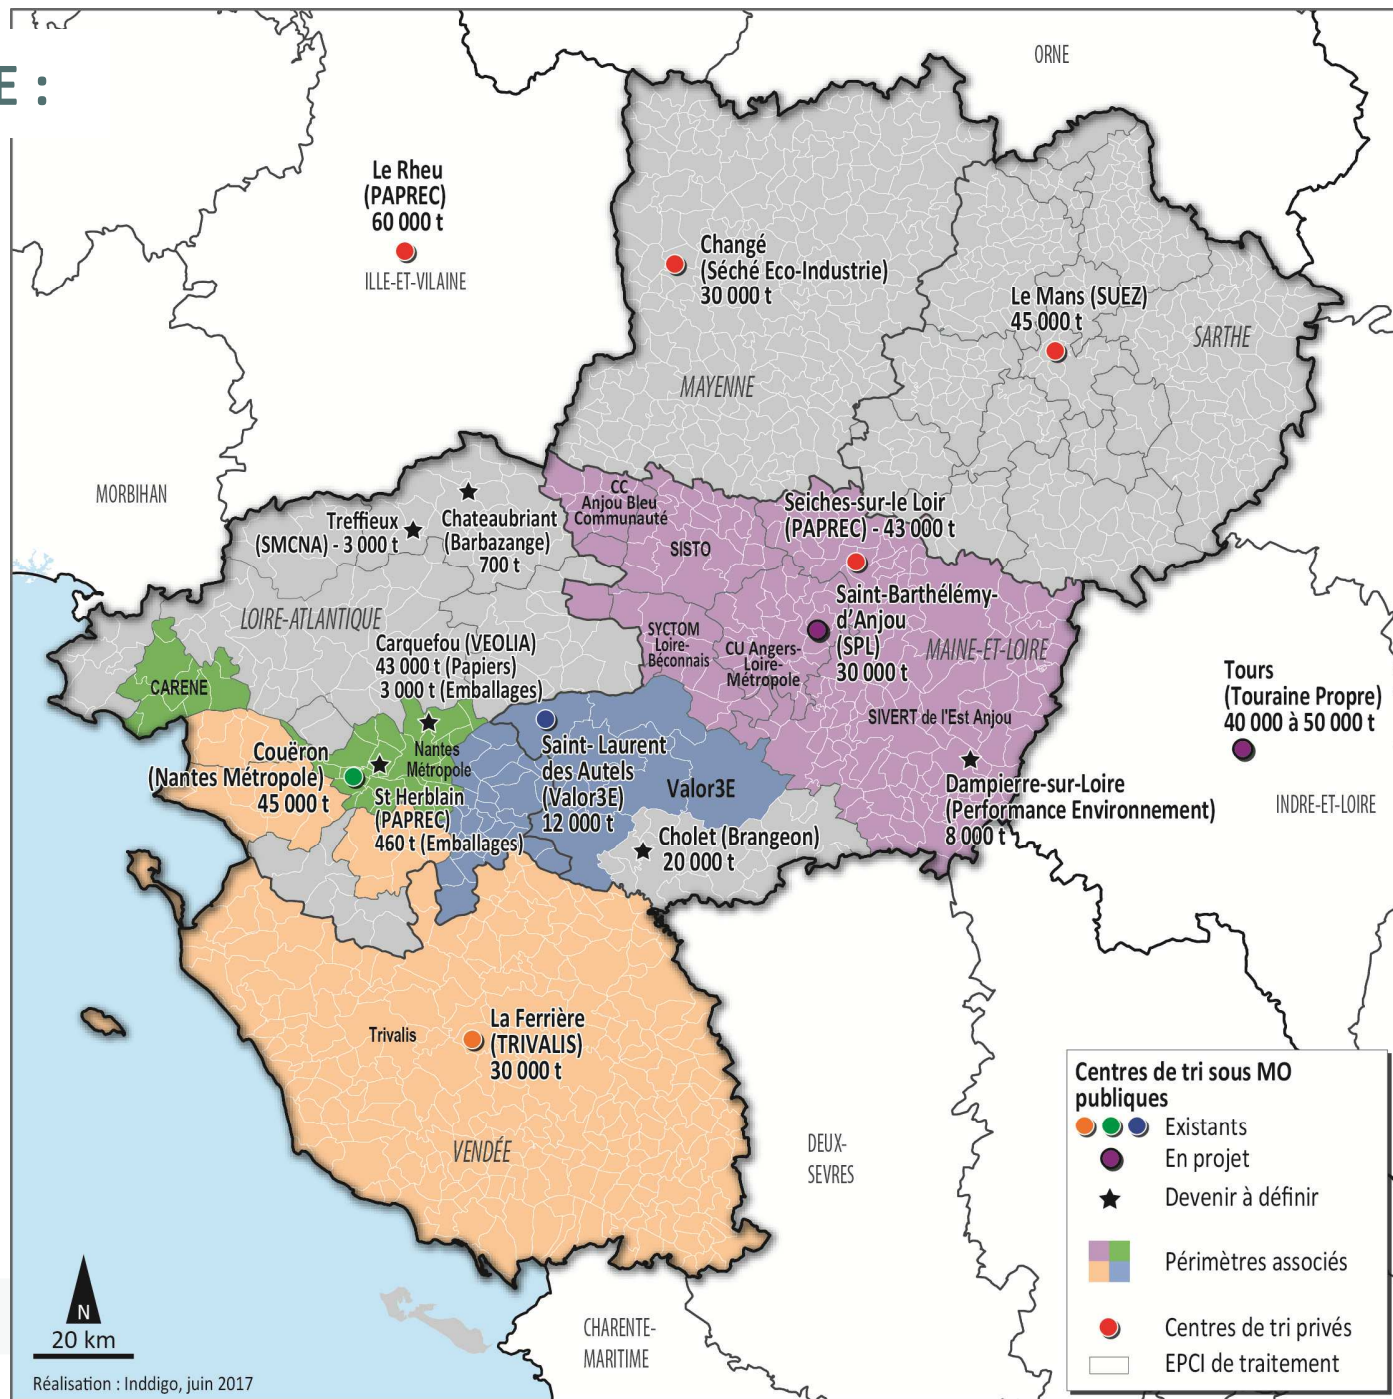 E :
ORNE
Le Rheu
(PAPREC)
60 000 t
ILLE-ET-VILAINE
Changé
(Séché Eco-Industrie)
30 000 t
Le Mans (SUEZ)
45 000 t
SARTHE
MAYENNE
MORBIHAN
CC
Anjou Bleu
Communauté
Seiches-sur-le Loir
(PAPREC) - 43 000 t
Treffieux
(SMCNA) - 3 000 t
Chateaubriant
(Barbazange)
700 t
SISTO
Saint-Barthélémy-
d'Anjou
(SPL)
30 000 t
LOIRE-ATLANTIQUE
SYCTOM
Loire-
Béconnais
CU Angers-
Loire-
Métropole
MAINE-ET-LOIRE
Carquefou (VEOLIA)
43 000 t (Papiers)
3 000 t (Emballages)
CARENE
Tours
(Touraine Propre)
40 000 à 50 000 t
SIVERT de l'Est Anjou
Couëron
(Nantes Métropole)
45 000 t
Nantes
Métropole
Saint- Laurent
des Autels
(Valor3E)
12 000 t
Valor3E
St Herblain
(PAPREC)
460 t (Emballages)
Dampierre-sur-Loire
(Performance Environnement)
8 000 t
INDRE-ET-LOIRE
Cholet (Brangeon)
20 000 t
Trivalis
La Ferrière
(TRIVALIS)
30 000 t
VENDÉE
DEUX-
SEVRES
CHARENTE-
MARITIME
Centres de tri sous MO
publiques
Existants
En projet
Devenir à définir
Périmètres associés
Centres de tri privés
EPCI de traitement
N
20 km
Réalisation : Inddigo, juin 2017